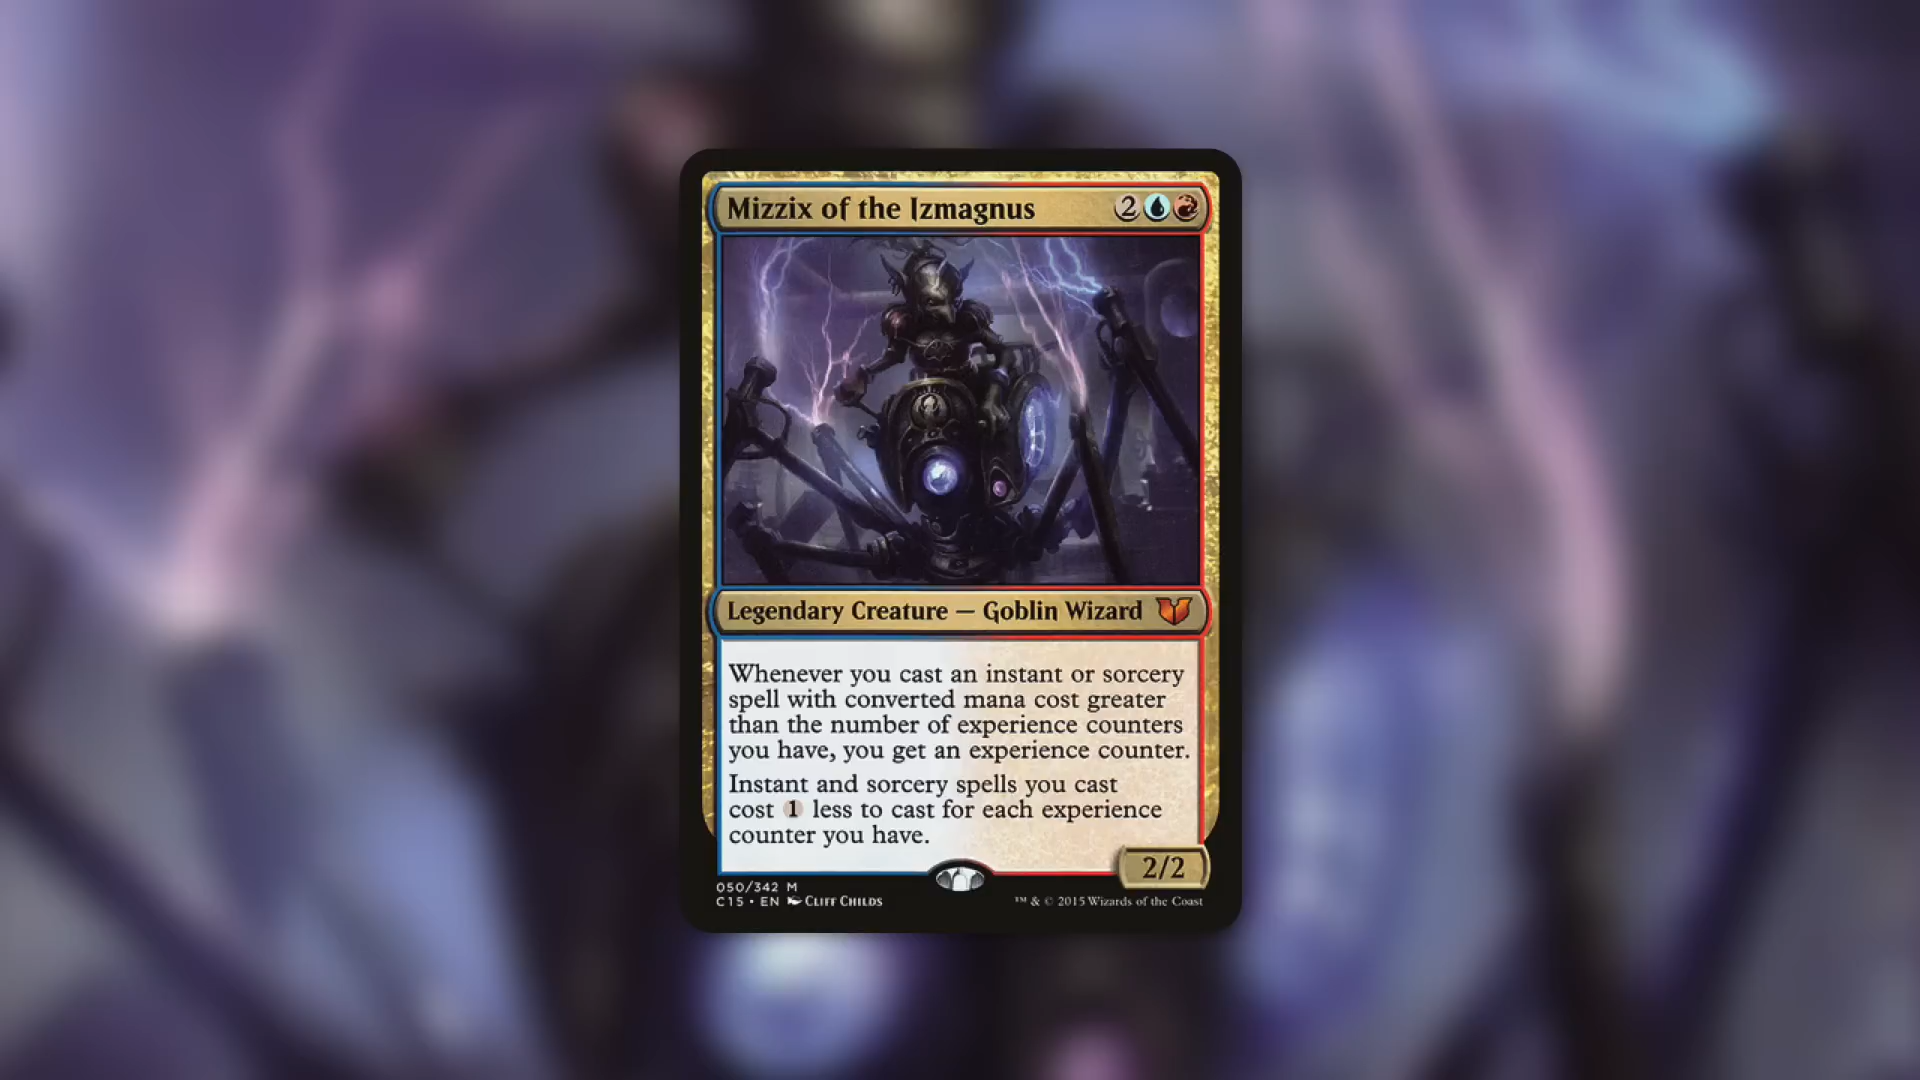 Mizzix of the Izmagnus 2
Legendary Creature — Goblin Wizard
Whenever you cast an instant or sorcery
spell with converted mana cost greater
than the number of experience counters
you have, you get an experience counter.
Instant and sorcery spells you cast
cost 1 less to cast for each experience
counter you have.
2/2
050/342 M
C15 • EN Cliff Childs
™ & © 2015 Wizards of the Coast